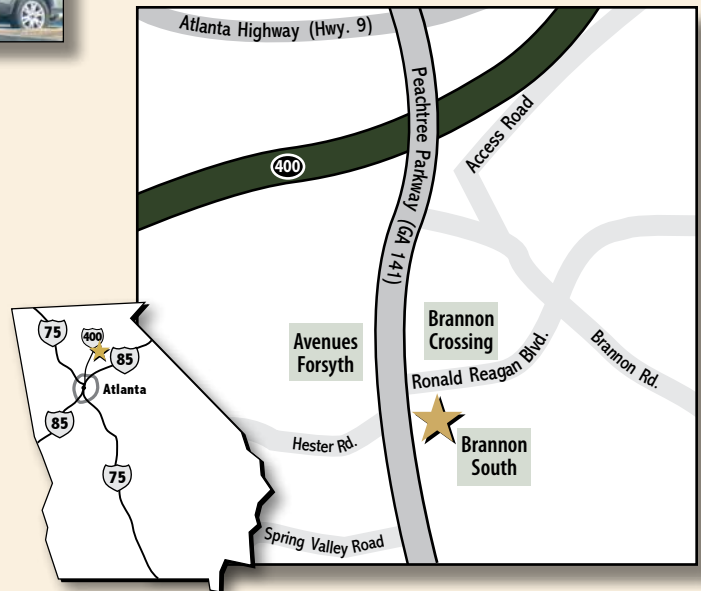 Atlanta Highway (Hwy. 9)
Peachtree Parkway (GA 141)
Access Road
400
Avenues
Forsyth
Brannon
Crossing
Ronald Reagan Blvd.
Brannon Rd.
Hester Rd.
Brannon
South
Spring Valley Road
75
400
85
Atlanta
85
75